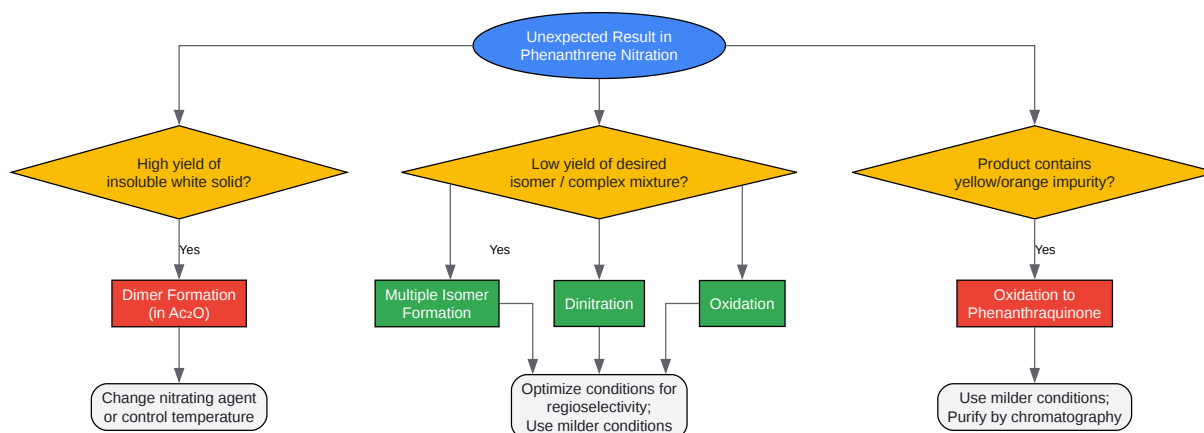 Unexpected Result in
Phenanthrene Nitration
High yield of
insoluble white solid?
Low yield of desired
isomer / complex mixture?
Product contains
yellow/orange impurity?
Yes
Yes
Yes
Dimer Formation
(in Ac₂O)
Multiple Isomer
Formation
Dinitration
Oxidation
Oxidation to
Phenanthraquinone
Change nitrating agent
or control temperature
Optimize conditions for
regioselectivity;
Use milder conditions
Use milder conditions;
Purify by chromatography